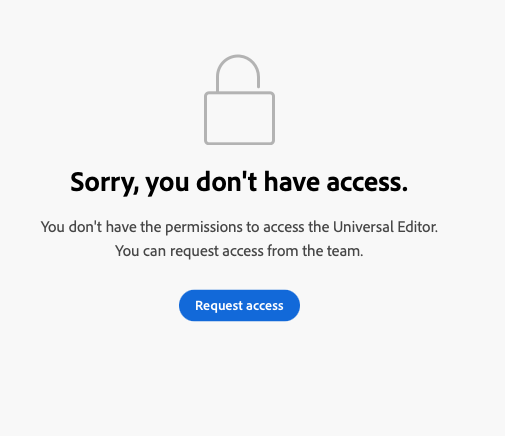 Sorry, you don't have access.
You don't have the permissions to access the Universal Editor.
You can request access from the team.
Request access